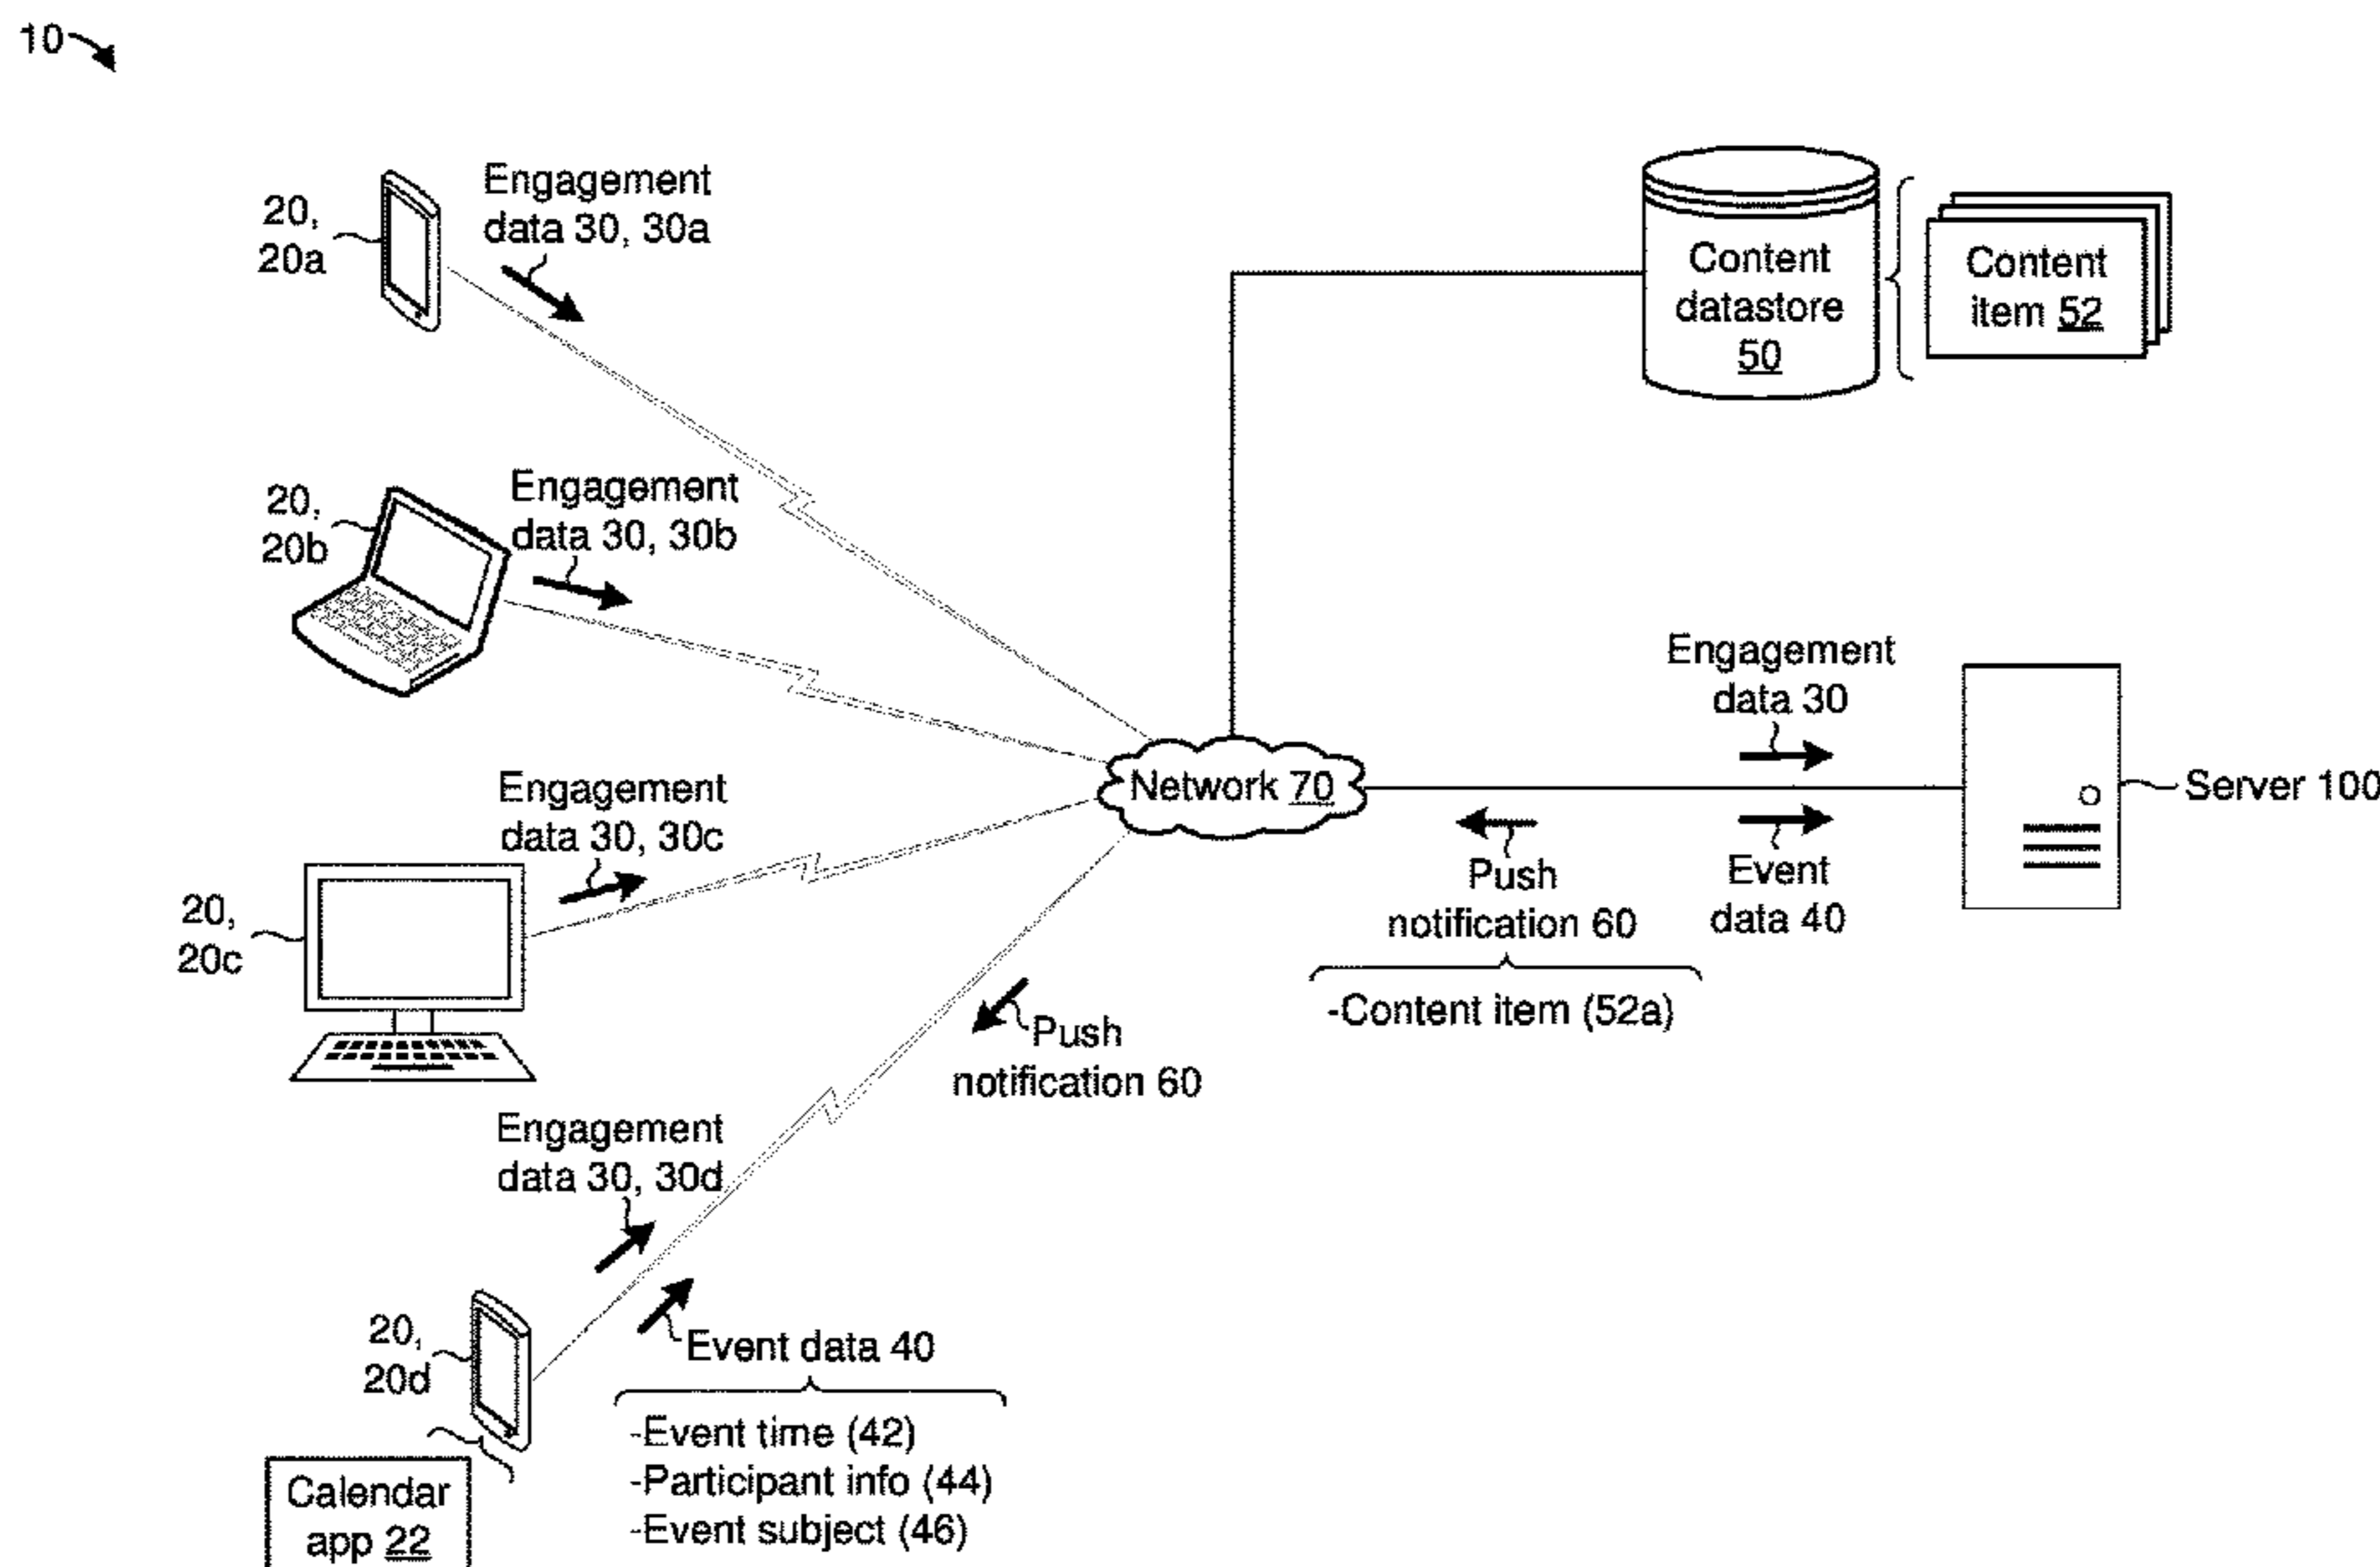 10
Engagement
data 30, 30a
20,
20a
Content
datastore
50
Content
item 52
Engagement
data 30, 30b
20,
20b
Engagement
data 30
Server 100
Network 70
Push
notification 60
-Content item (52a)
Event
data 40
Engagement
data 30, 30c
20,
20c
Push
notification 60
Engagement
data 30, 30d
20,
20d
Event data 40
-Event time (42)
-Participant info (44)
-Event subject (46)
Calendar
app 22